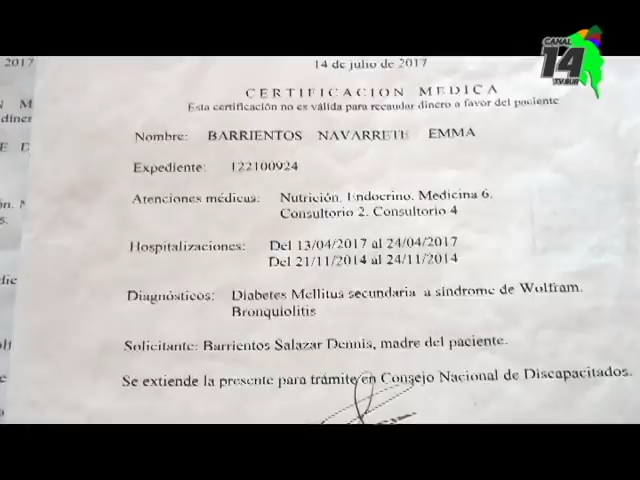 CANAL
14
TV SUR
2017
14 de julio de 2017
CERTIFICACION MEDICA
Esta certificación no es válida para recaudar dinero a favor del paciente
Nombre: BARRIENTOS NAVARRETE EMMA
Expediente: 122100924
Atenciones médicas: Nutrición. Endocrino. Medicina 6.
Consultorio 2. Consultorio 4
Hospitalizaciones: Del 13/04/2017 al 24/04/2017
Del 21/11/2014 al 24/11/2014
Diagnósticos: Diabetes Mellitus secundaria a síndrome de Wolfram.
Bronquiolitis
Solicitante: Barrientos Salazar Dennis, madre del paciente.
Se extiende la presente para trámite en Consejo Nacional de Discapacitados.